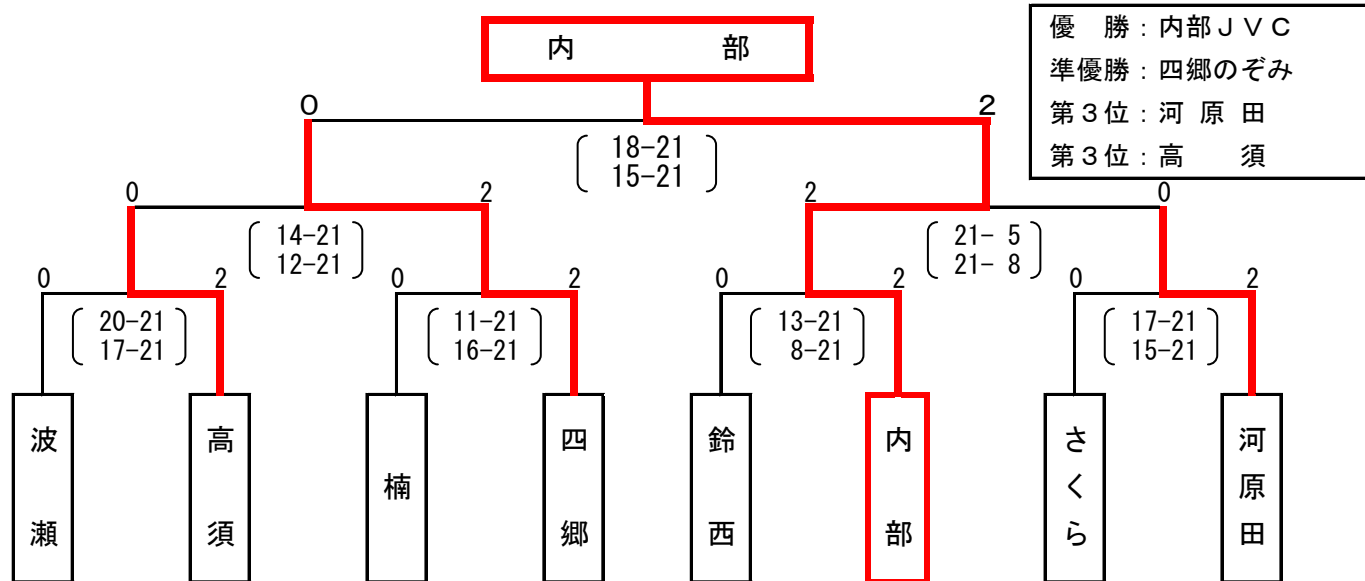 内　部
優　勝：内部ＪＶＣ
準優勝：四郷のぞみ
第３位：河 原 田
第３位：高　須
0 2
18-21
15-21
0 2 2 0
14-21
12-21
21- 5
21- 8
0 2 0 2 0 2 0 2
20-21
17-21
11-21
16-21
13-21
8-21
17-21
15-21
波瀬
高須
楠
四郷
鈴西
内部
さくら
河原田